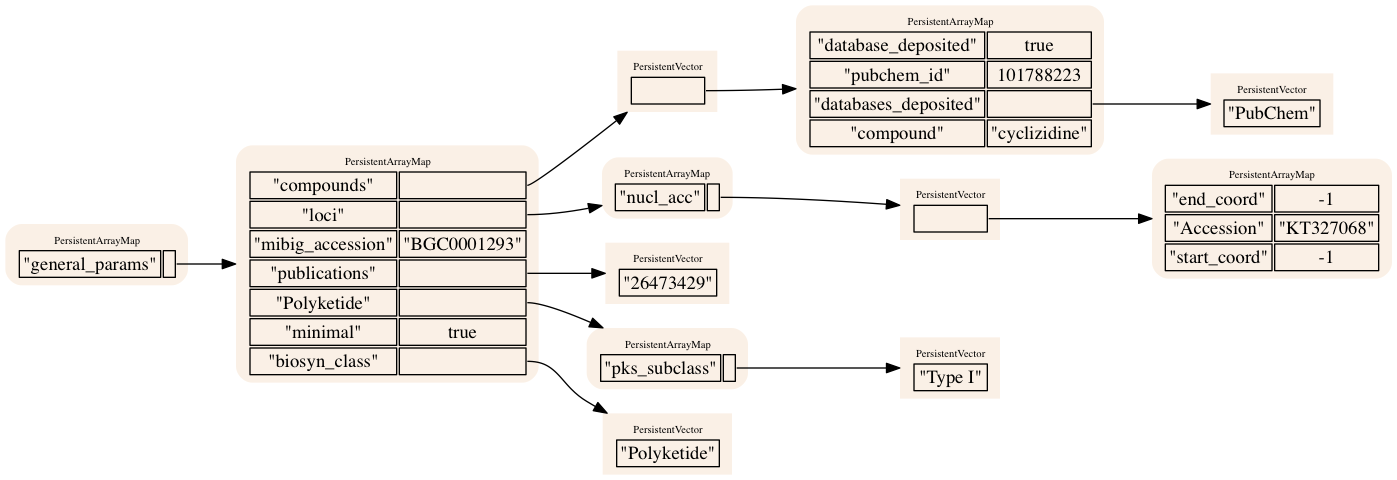 PersistentArrayMap
"general_params"
PersistentArrayMap
"compounds"
"loci"
"mibig_accession" "BGC0001293"
"publications"
"Polyketide"
"minimal" true
"biosyn_class"
PersistentVector
PersistentArrayMap
"database_deposited" true
"pubchem_id" 101788223
"databases_deposited"
"compound" "cyclizidine"
PersistentVector
"PubChem"
PersistentArrayMap
"nucl_acc"
PersistentVector
PersistentArrayMap
"end_coord" -1
"Accession" "KT327068"
"start_coord" -1
PersistentVector
"26473429"
PersistentArrayMap
"pks_subclass"
PersistentVector
"Type I"
PersistentVector
"Polyketide"